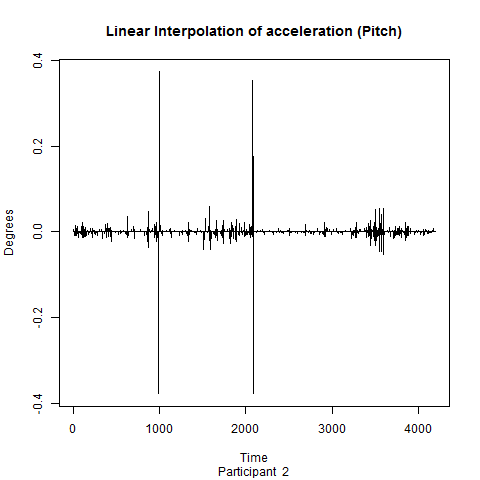 Linear Interpolation of acceleration (Pitch)
0.4
0.2
0.0
-0.2
-0.4
Degrees
0 1000 2000 3000 4000
Time
Participant 2